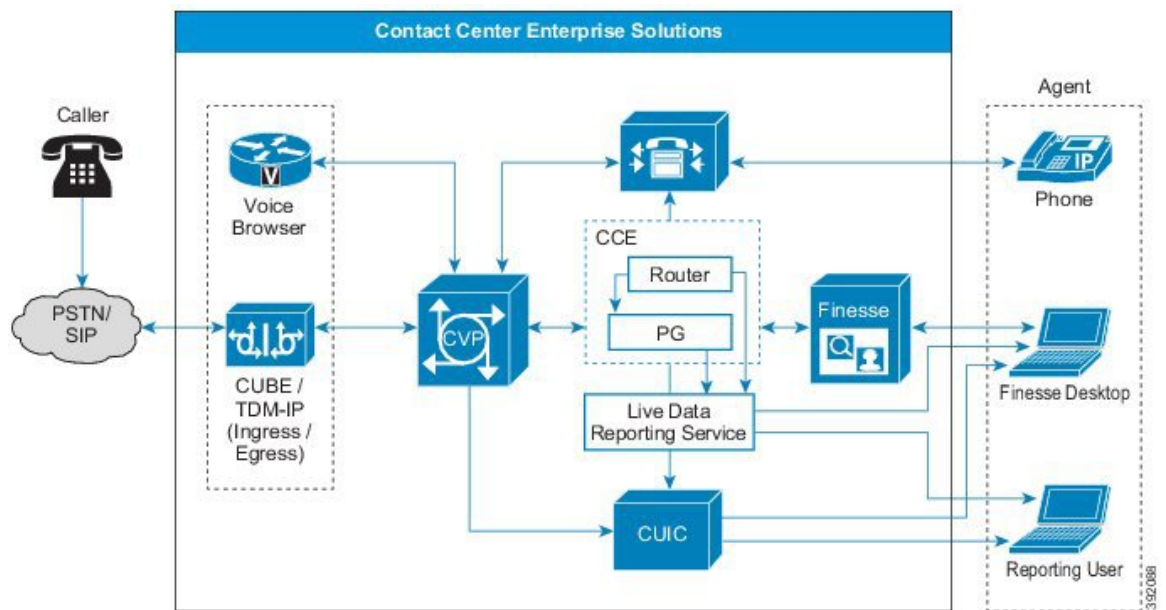 Contact Center Enterprise Solutions
Caller
Agent
V
Voice
Browser
IP
Phone
CCE
Router
PG
PSTN/
SIP
CVP
Finesse
CUBE /
TDM-IP
(Ingress /
Egress)
Live Data
Reporting Service
Finesse Desktop
CUIC
Reporting User
392088